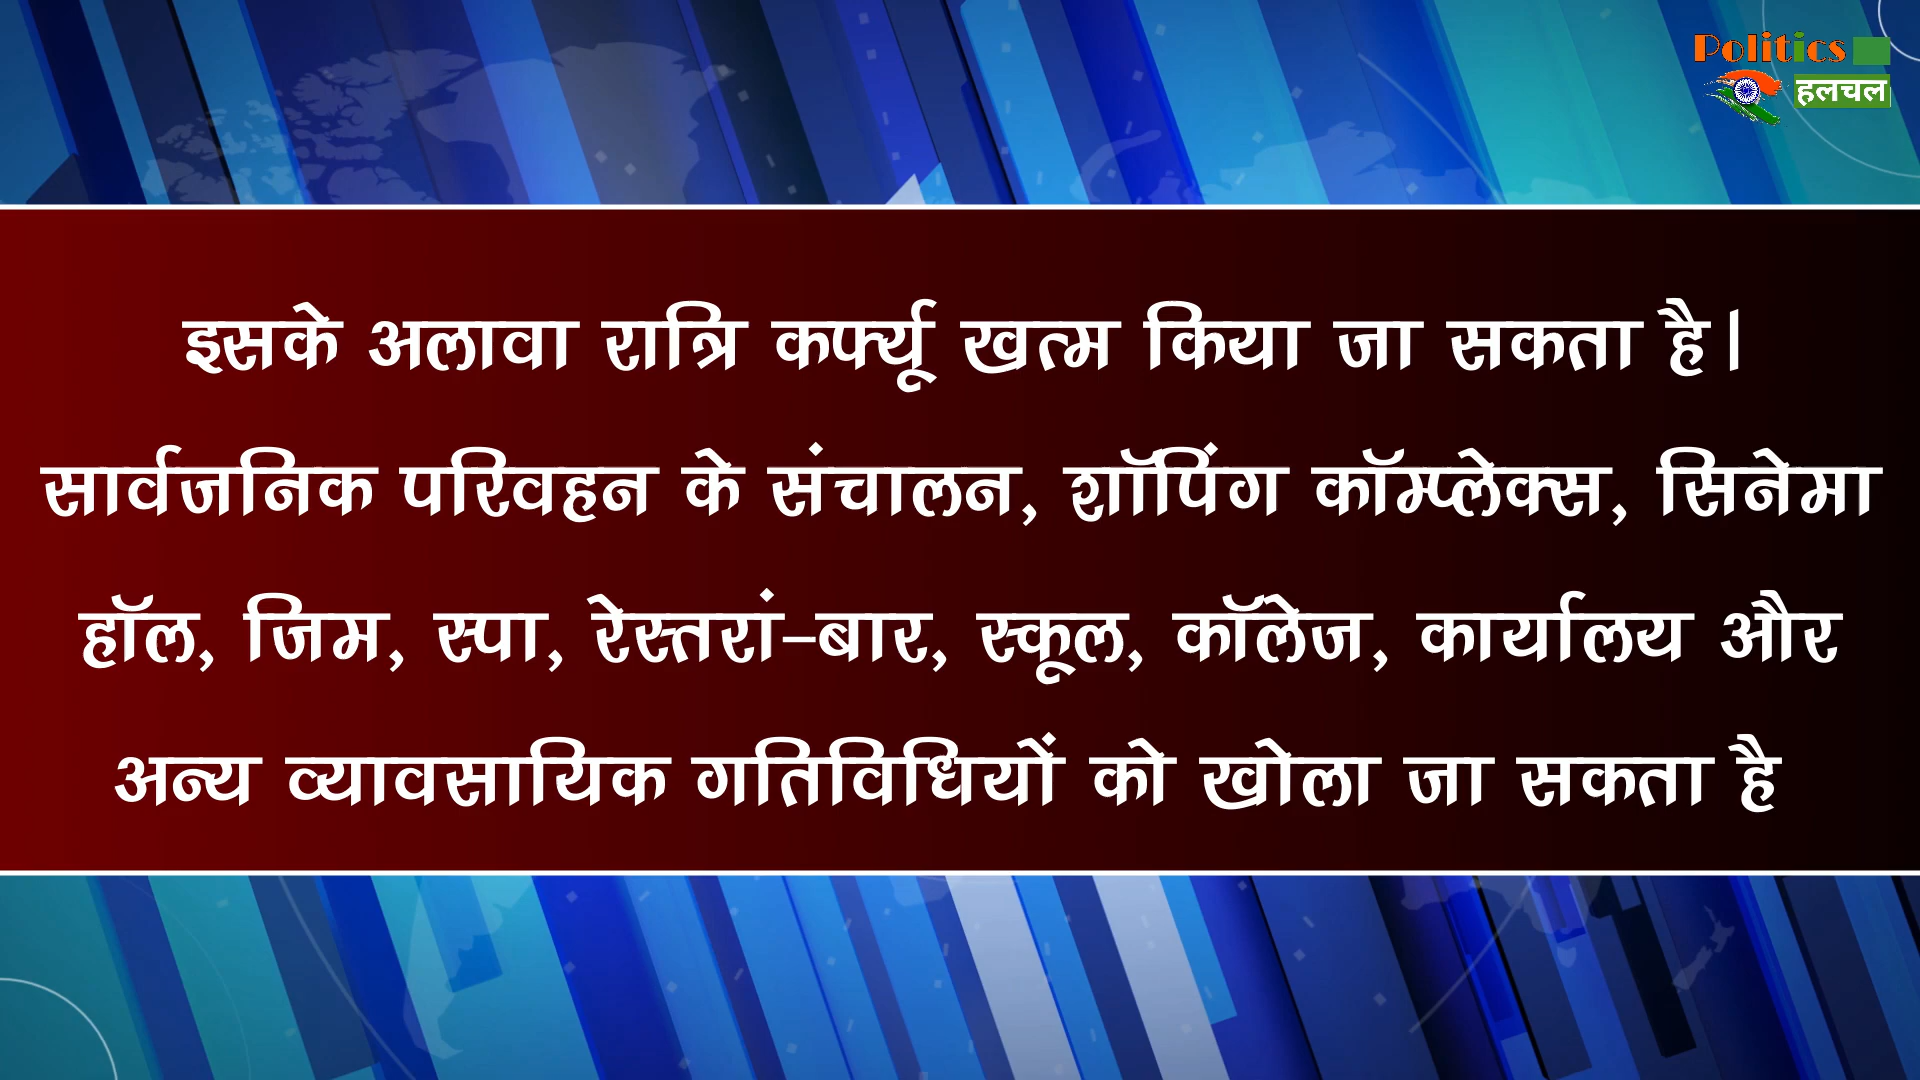 Politics
हलचल
इसके अलावा रात्रि कर्फ्यू खत्म किया जा सकता है।
सार्वजनिक परिवहन के संचालन, शॉपिंग कॉम्प्लेक्स, सिनेमा
हॉल, जिम, स्पा, रेस्तरां-बार, स्कूल, कॉलेज, कार्यालय और
अन्य व्यावसायिक गतिविधियों को खोला जा सकता है